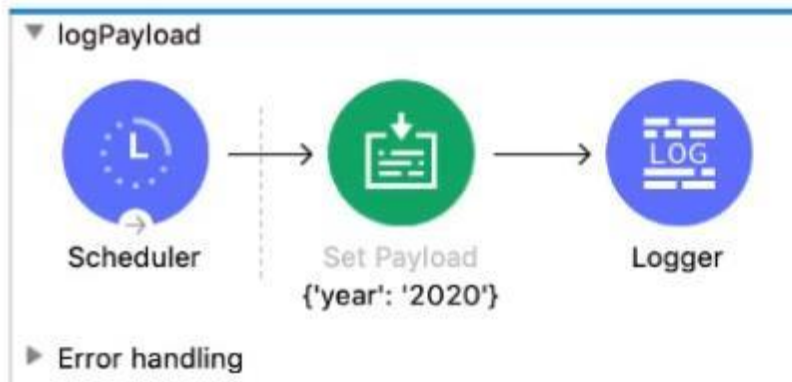 logPayload
LOG
Scheduler
Set Payload
Logger
{'year': '2020'}
Error handling